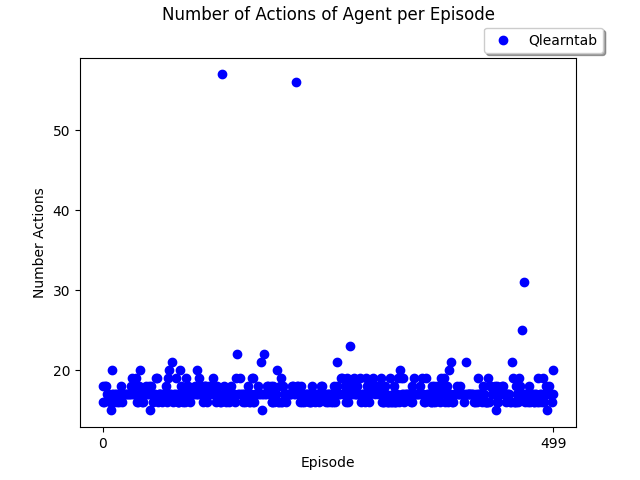 Number of Actions of Agent per Episode
Qlearntab
50
40
30
20
Number Actions
0
499
Episode